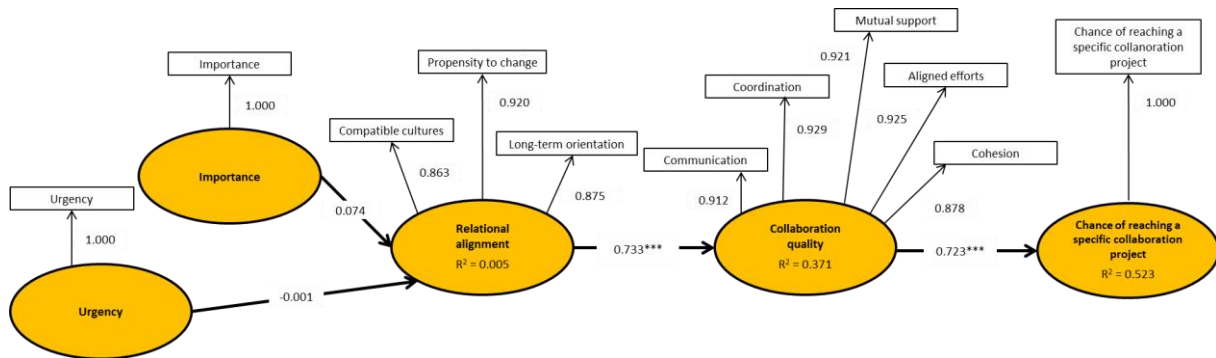 Mutual support
Chance of reaching a
specific collanoration
project
Importance
Propensity to change
Aligned efforts
Coordination
0.921
1.000
0.920
1.000
Compatible cultures
0.925
Long-term orientation
0.929
Cohesion
Communication
Importance
0.863
Urgency
0.875
0.912
0.878
0.074
1.000
Relational
alignment
R² = 0.005
0.733***
Collaboration
quality
R² = 0.371
0.723***
Chance of reaching a
specific collaboration
project
R² = 0.523
-0.001
Urgency